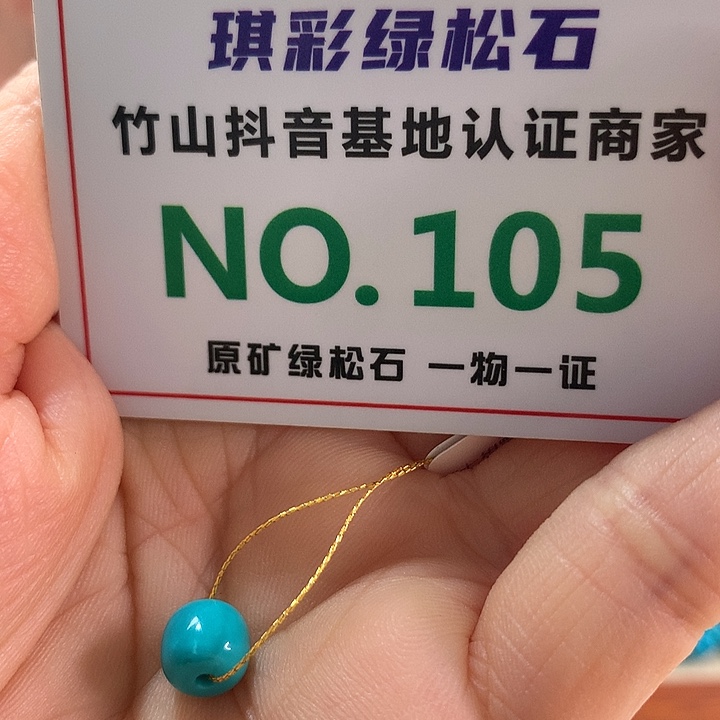 琪彩绿松石
竹山抖音基地认证商家
NO.105
原矿绿松石 一物一证